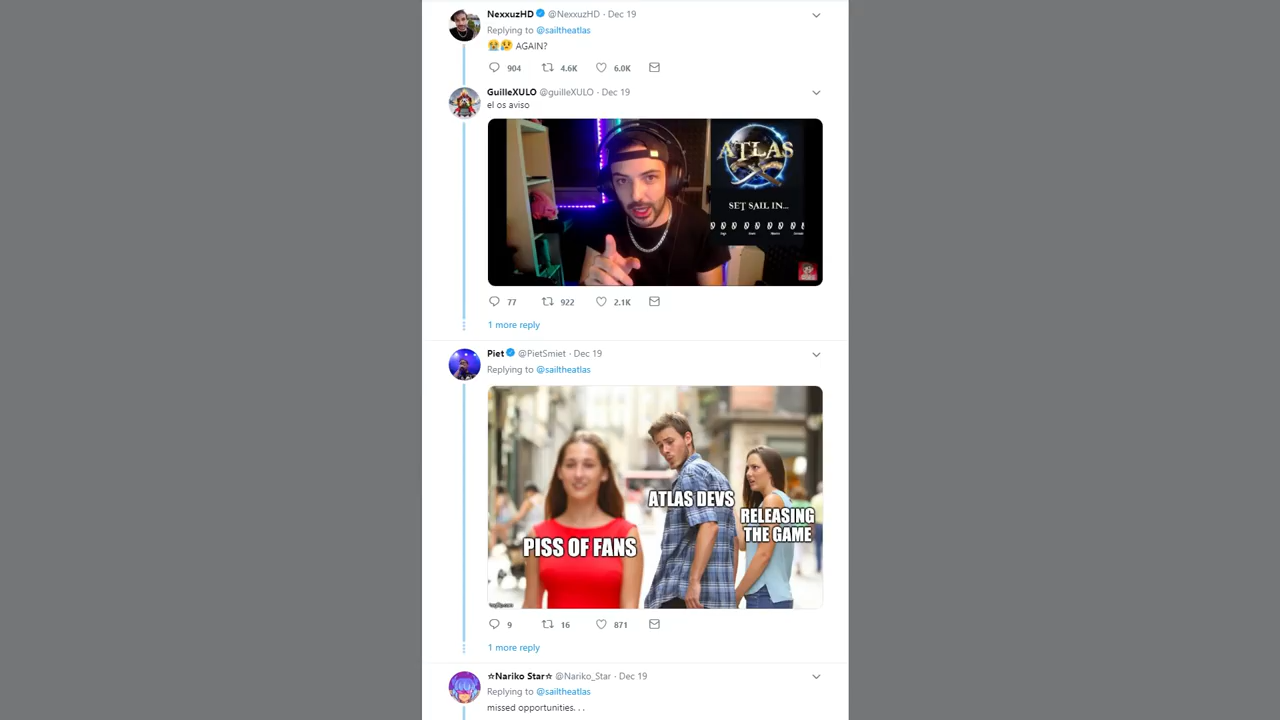 NexxuzHD @NexxuzHD · Dec 19
Replying to @sailtheatlas
😭😢 AGAIN?
904 4.6K 6.0K
GuilleXULO @guilleXULO · Dec 19
el os aviso
ATLAS
SET SAIL IN...
77 922 2.1K
1 more reply
Piet @PietSmiet · Dec 19
Replying to @sailtheatlas
ATLAS DEVS
RELEASING
THE GAME
PISS OF FANS
9 16 871
1 more reply
☆Nariko Star☆ @Nariko_Star · Dec 19
Replying to @sailtheatlas
missed opportunities. . .